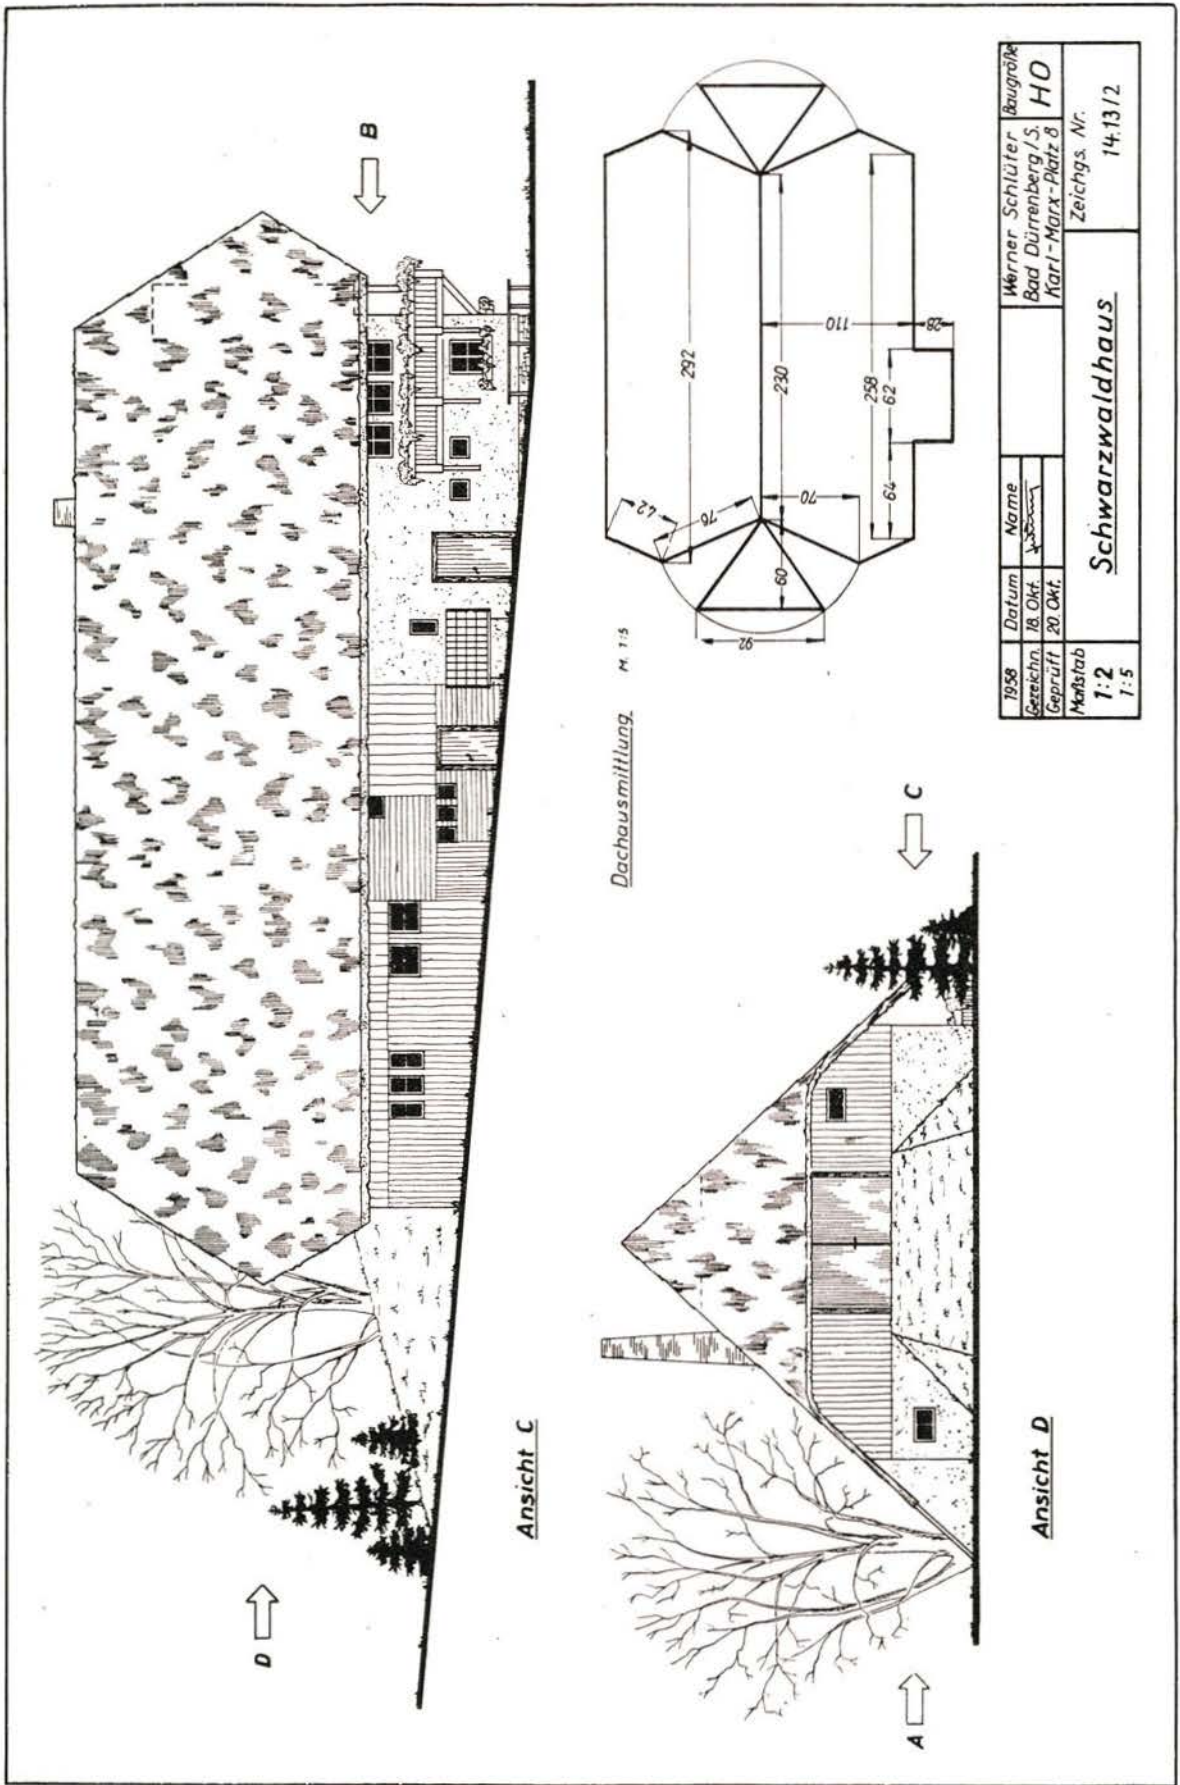 D
B
Ansicht C
Dachausmittlung M. 1:5
292
42
76
230
60
92
110
70
258
64
62
28
A
C
Ansicht D
1958 Datum Name
Gezeichn. 18. Okt.
Geprüft 20. Okt.
Werner Schlüter
Bad Dürrenberg/S.
Karl-Marx-Platz 8
Baugröße
HO
Maßstab
1:2
1:5
Schwarzwaldhaus
Zeichgs. Nr.
14.13/2